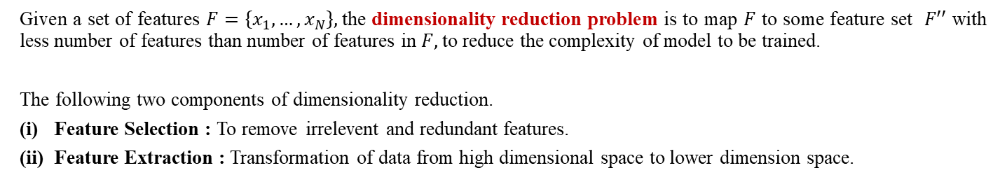 Given a set of features F = {x₁, … , x_N}, the dimensionality reduction problem is to map F to some feature set F′′ with
less number of features than number of features in F, to reduce the complexity of model to be trained.
The following two components of dimensionality reduction.
(i) Feature Selection : To remove irrelevent and redundant features.
(ii) Feature Extraction : Transformation of data from high dimensional space to lower dimension space.